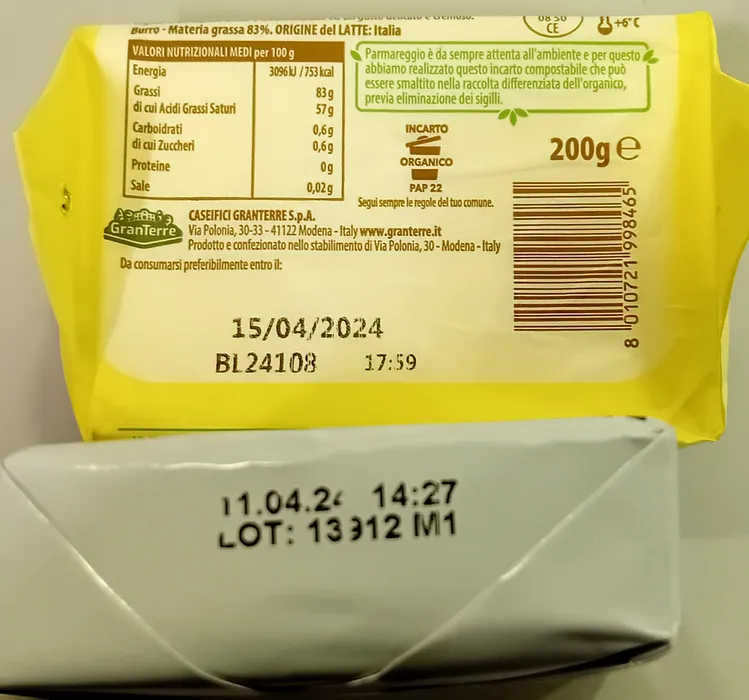 Burro - Materia grassa 83%. ORIGINE del LATTE: Italia
CE
+6°C
VALORI NUTRIZIONALI MEDI per 100 g
Energia 3096 kJ / 753 kcal
Grassi 83 g
di cui Acidi Grassi Saturi 57 g
Carboidrati 0,6 g
di cui Zuccheri 0,6 g
Proteine 0 g
Sale 0,02 g
Parmareggio è da sempre attenta all'ambiente e per questo
abbiamo realizzato questo incarto compostabile che può
essere smaltito nella raccolta differenziata dell'organico,
previa eliminazione dei sigilli.
INCARTO
ORGANICO
PAP 22
Segui sempre le regole del tuo comune.
200g e
8 010721 998465
GranTerre
CASEIFICI GRANTERRE S.p.A.
Via Polonia, 30-33 - 41122 Modena - Italy www.granterre.it
Prodotto e confezionato nello stabilimento di Via Polonia, 30 - Modena - Italy
Da consumarsi preferibilmente entro il:
15/04/2024
BL24108 17:59
11.04.24 14:27
LOT: 13912 M1